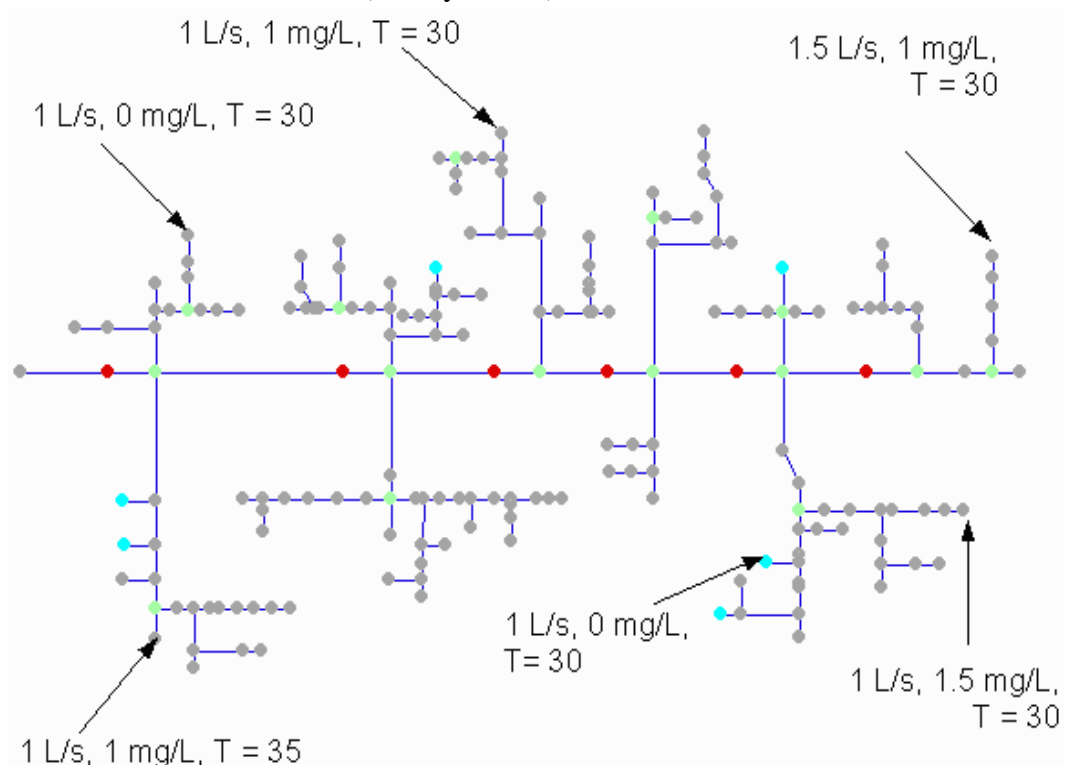 1 L/s, 1 mg/L, T = 30
1.5 L/s, 1 mg/L,
T = 30
1 L/s, 0 mg/L, T = 30
1 L/s, 0 mg/L,
T= 30
1 L/s, 1.5 mg/L,
T = 30
1 L/s, 1 mg/L, T = 35